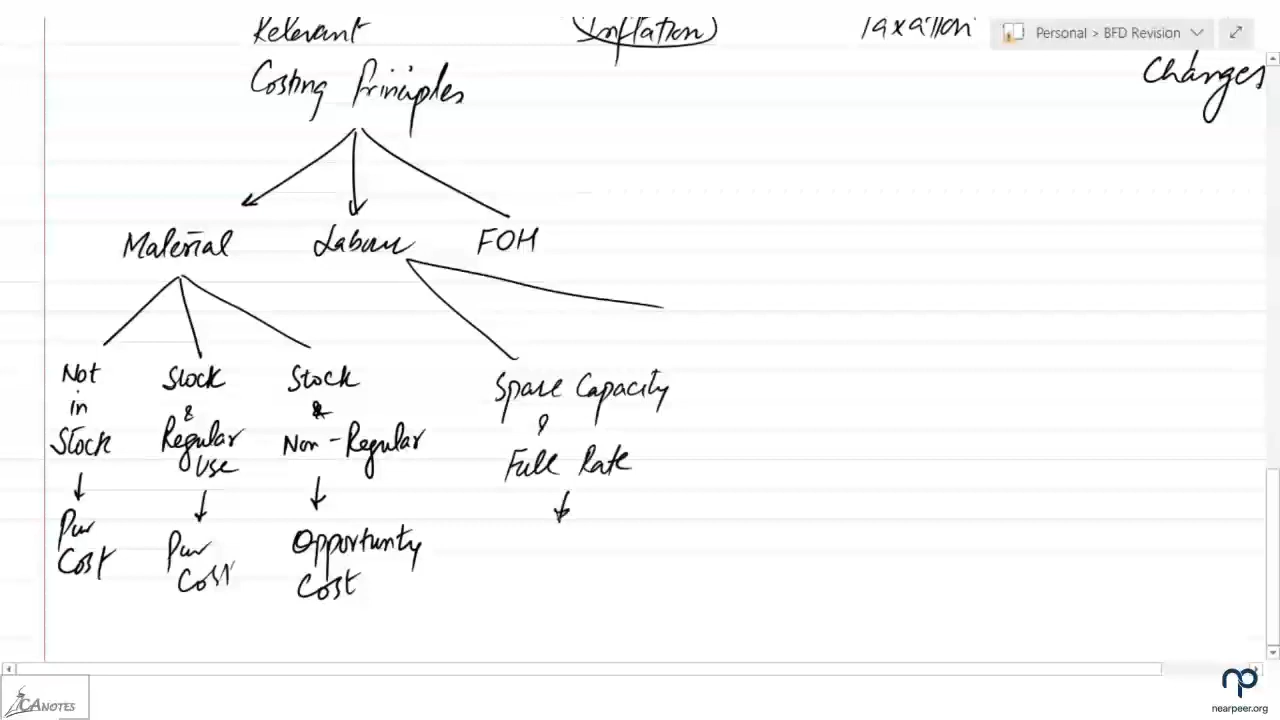 Relevant
Costing Principles
Inflation
Taxation
Personal > BFD Revision
Changes
Material
Labour
FOH
Not
in
Stock
Pur
Cost
Stock
&
Regular
Use
Pur
Cost
Stock
&
Non-Regular
Opportunity
Cost
Spare Capacity
&
Full Rate
CANOTES
np
nearpeer.org